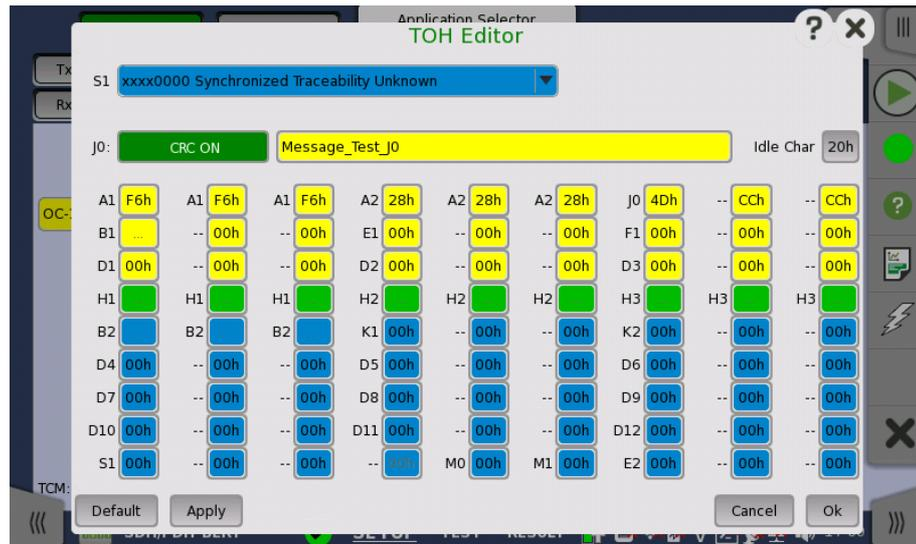 Application Selector
TOH Editor
? X
Tx
S1 xxxx0000 Synchronized Traceability Unknown
Rx
J0: CRC ON Message_Test_J0 Idle Char 20h
A1 F6h A1 F6h A1 F6h A2 28h A2 28h A2 28h J0 4Dh -- CCh -- CCh
OC-
B1 ... -- 00h -- 00h E1 00h -- 00h -- 00h F1 00h -- 00h -- 00h
D1 00h -- 00h -- 00h D2 00h -- 00h -- 00h D3 00h -- 00h -- 00h
H1 H1 H1 H2 H2 H2 H3 H3 H3
B2 B2 B2 K1 00h -- 00h -- 00h K2 00h -- 00h -- 00h
D4 00h -- 00h -- 00h D5 00h -- 00h -- 00h D6 00h -- 00h -- 00h
D7 00h -- 00h -- 00h D8 00h -- 00h -- 00h D9 00h -- 00h -- 00h
D10 00h -- 00h -- 00h D11 00h -- 00h -- 00h D12 00h -- 00h -- 00h
S1 00h -- 00h -- 00h -- M0 00h M1 00h E2 00h -- 00h -- 00h
TCM:
Default Apply Cancel Ok
SDH/PDH BERT SETUP TEST RESULT